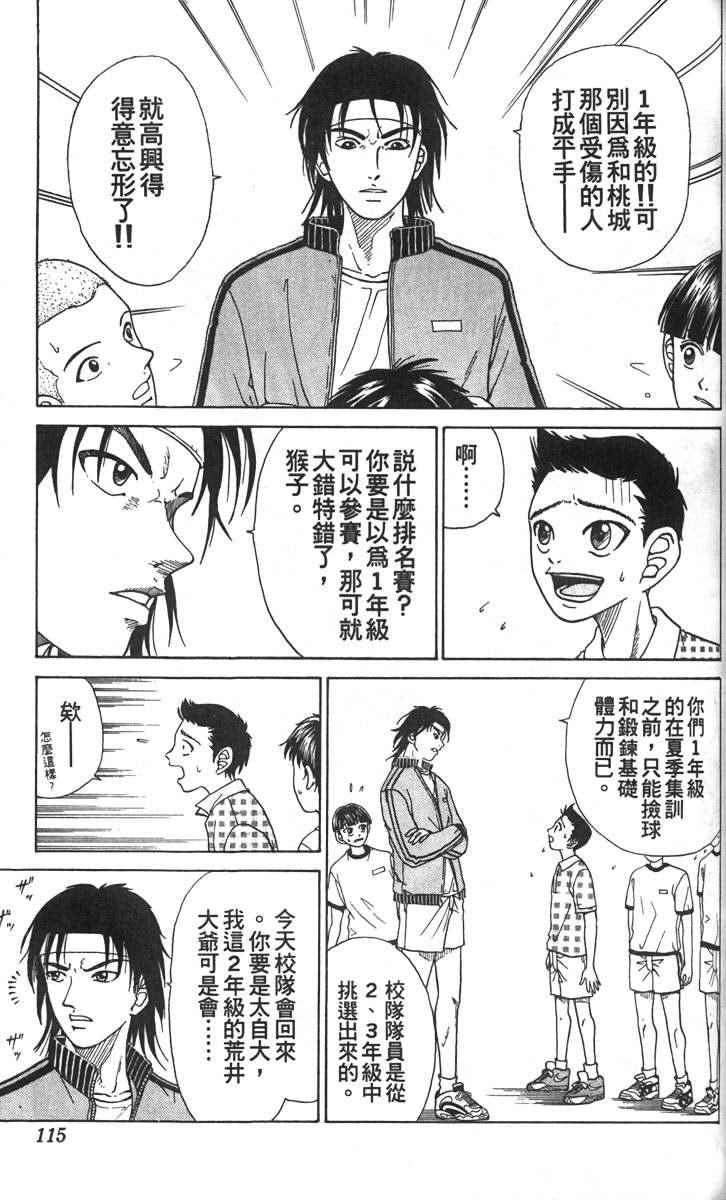 1年級的!!可
別因為和桃城
那個受傷的人
打成平手——
就高興得
得意忘形了!!
啊……
說什麼排名賽?
你要是以為1年級
可以參賽,那可就
大錯特錯了,
猴子。
你們1年級
的在夏季集訓
之前,只能撿球
和鍛鍊基礎
體力而已。
校隊隊員是從
2、3年級中
挑選出來的。
欸——
怎麼這樣?
今天校隊會回來
。你要是太自大,
我這2年級的荒井
大爺可是會……
ザッ
ザッ
115